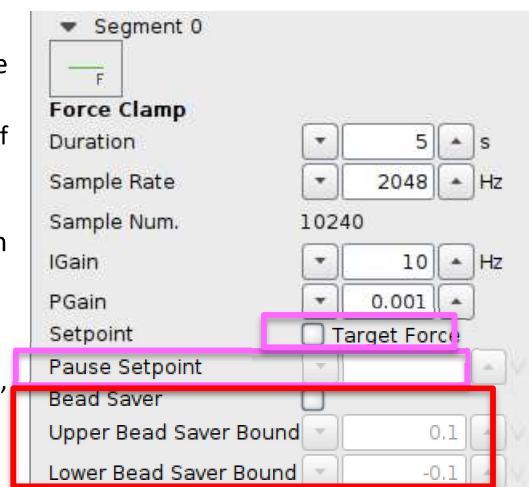 Segment 0
e
F
Force Clamp
f
Duration 5 s
Sample Rate 2048 Hz
Sample Num. 10240
n
IGain 10 Hz
PGain 0.001
Setpoint Target Force
Pause Setpoint V
,
Bead Saver
Upper Bead Saver Bound 0.1 V
Lower Bead Saver Bound -0.1 V